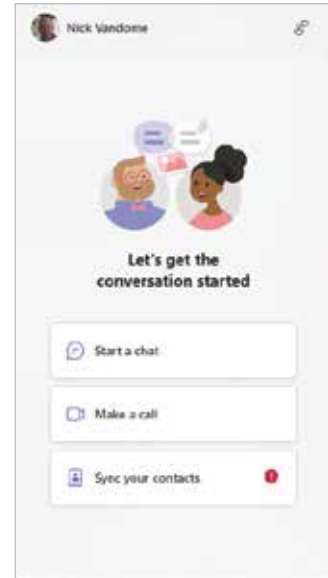 Nick Vandome
Let's get the
conversation started
Start a chat
Make a call
Sync your contacts